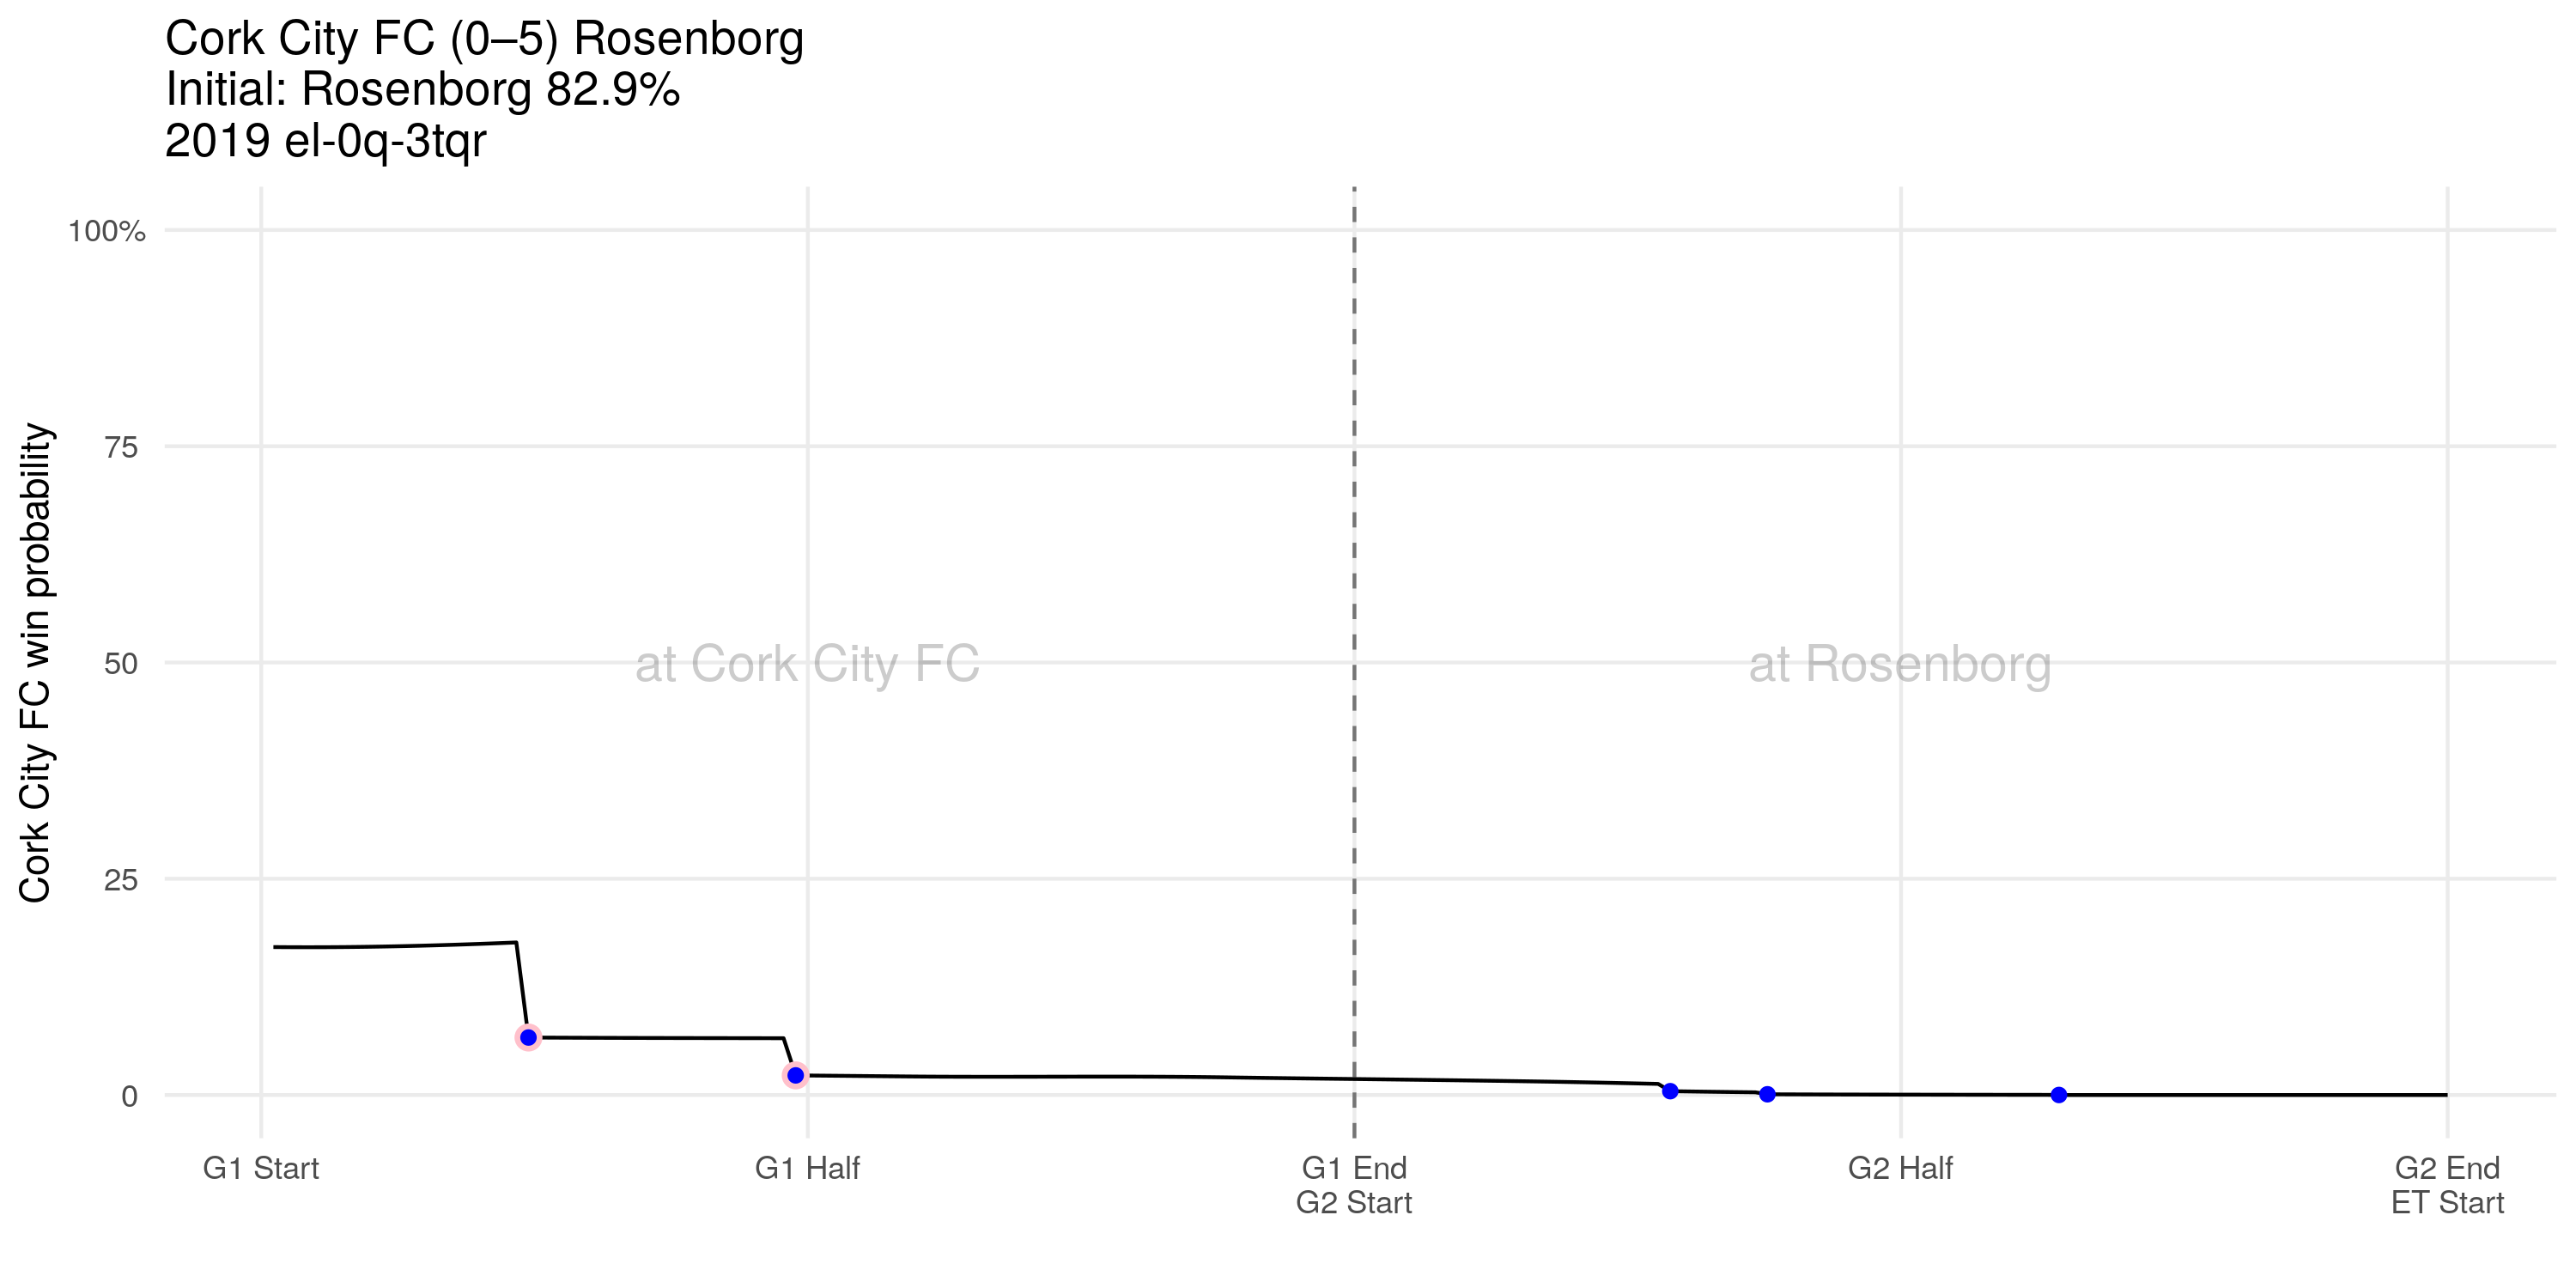 Cork City FC (0–5) Rosenborg
Initial: Rosenborg 82.9%
2019 el-0q-3tqr
Cork City FC win probability
100%
75
50
25
0
at Cork City FC
at Rosenborg
G1 Start
G1 Half
G1 End
G2 Start
G2 Half
G2 End
ET Start